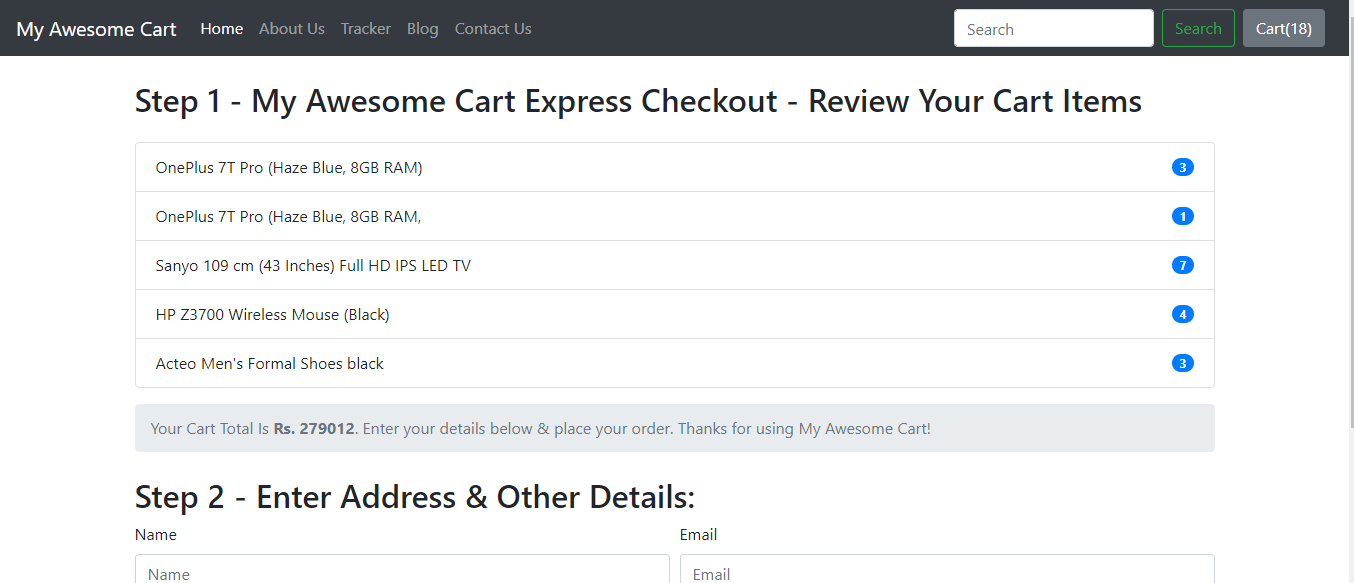 My Awesome Cart Home About Us Tracker Blog Contact Us Search Search Cart(18)
Step 1 - My Awesome Cart Express Checkout - Review Your Cart Items
OnePlus 7T Pro (Haze Blue, 8GB RAM) 3
OnePlus 7T Pro (Haze Blue, 8GB RAM, 1
Sanyo 109 cm (43 Inches) Full HD IPS LED TV 7
HP Z3700 Wireless Mouse (Black) 4
Acteo Men's Formal Shoes black 3
Your Cart Total Is Rs. 279012. Enter your details below & place your order. Thanks for using My Awesome Cart!
Step 2 - Enter Address & Other Details:
Name Email
Name Email